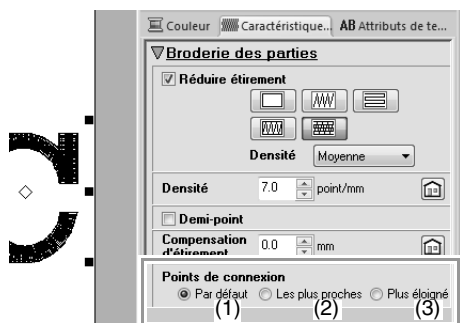 Couleur Caractéristique... AB Attributs de te...
Broderie des parties
Réduire étirement
Densité Moyenne
Densité 7.0 point/mm
Demi-point
Compensation 0.0 mm
d'étirement
Points de connexion
Par défaut Les plus proches Plus éloigné
(1) (2) (3)